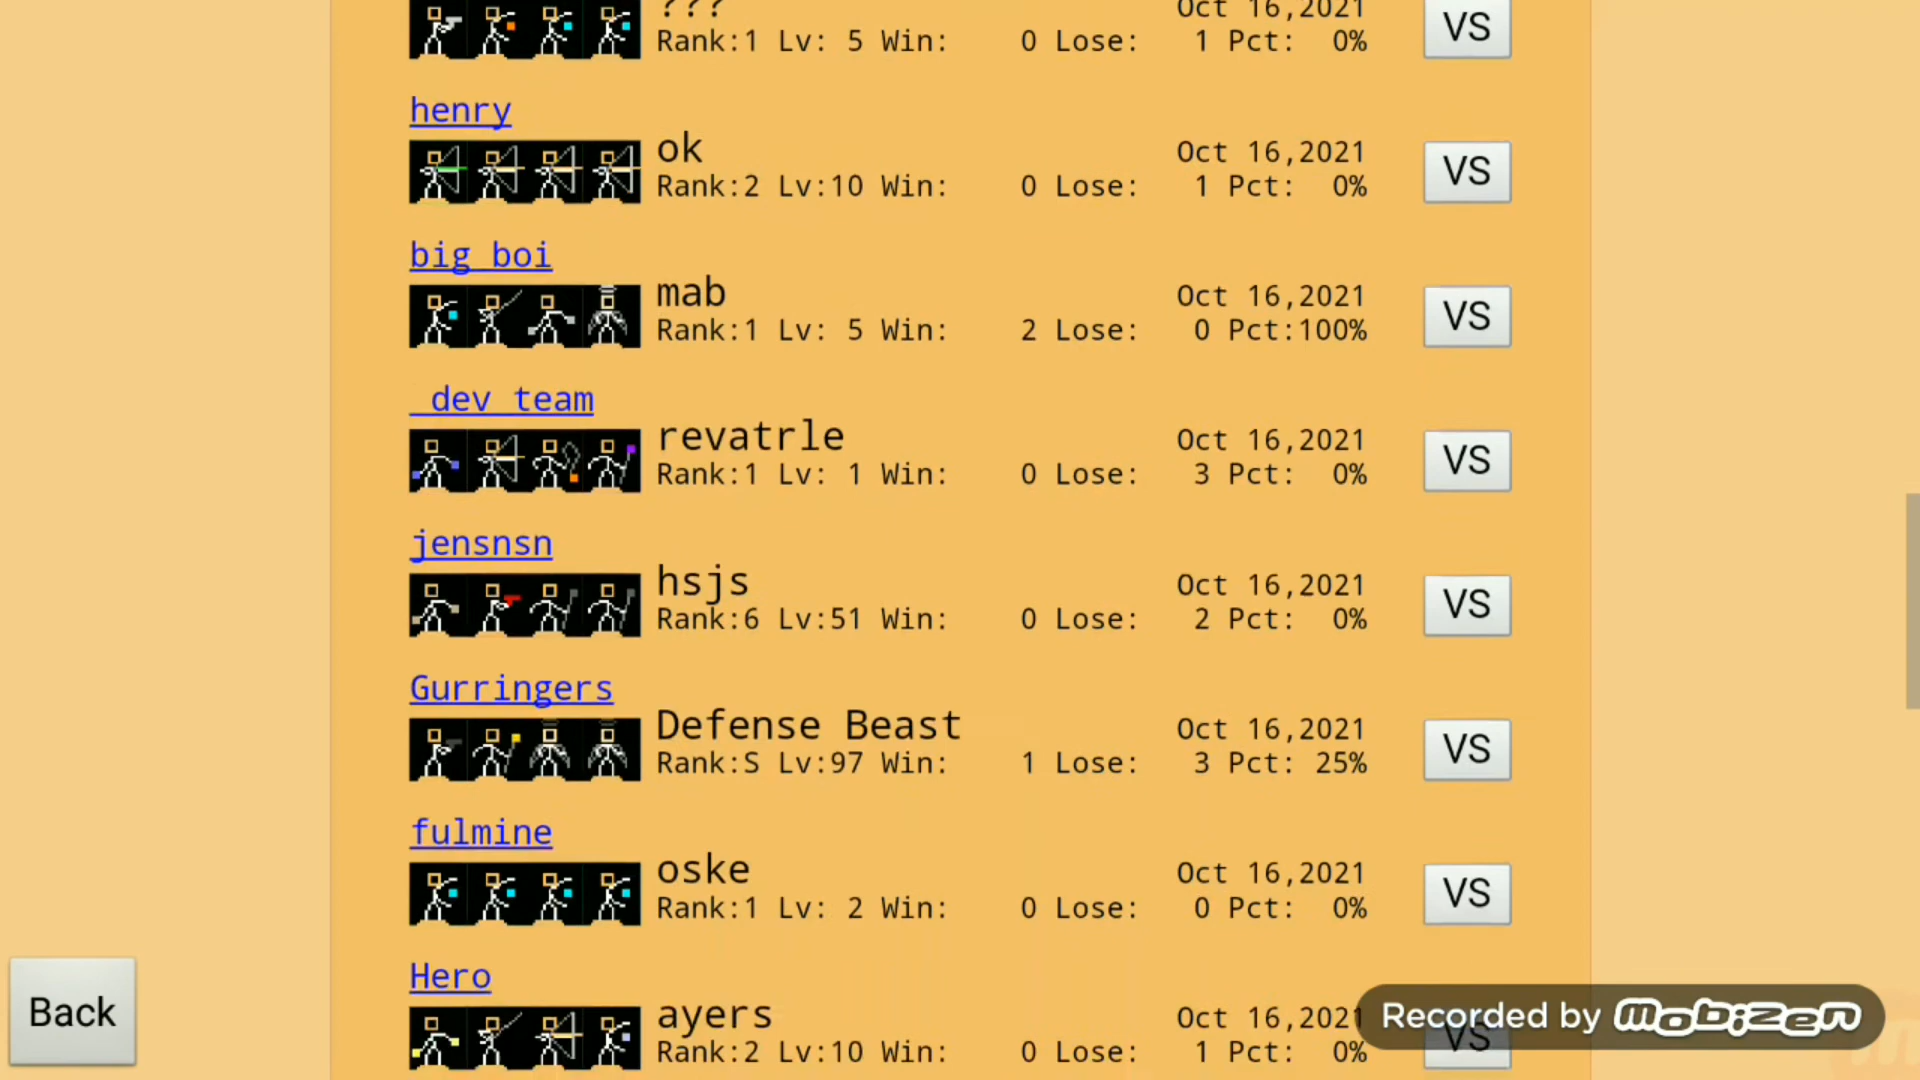 ???
Oct 16,2021
Rank:1 Lv: 5 Win: 0 Lose: 1 Pct: 0%
VS
henry
ok
Oct 16,2021
Rank:2 Lv:10 Win: 0 Lose: 1 Pct: 0%
VS
big boi
mab
Oct 16,2021
Rank:1 Lv: 5 Win: 2 Lose: 0 Pct:100%
VS
dev team
revatrle
Oct 16,2021
Rank:1 Lv: 1 Win: 0 Lose: 3 Pct: 0%
VS
jensnsn
hsjs
Oct 16,2021
Rank:6 Lv:51 Win: 0 Lose: 2 Pct: 0%
VS
Gurringers
Defense Beast
Oct 16,2021
Rank:S Lv:97 Win: 1 Lose: 3 Pct: 25%
VS
fulmine
oske
Oct 16,2021
Rank:1 Lv: 2 Win: 0 Lose: 0 Pct: 0%
VS
Hero
ayers
Oct 16,2021
Rank:2 Lv:10 Win: 0 Lose: 1 Pct: 0%
VS
Back
Recorded by mobizen